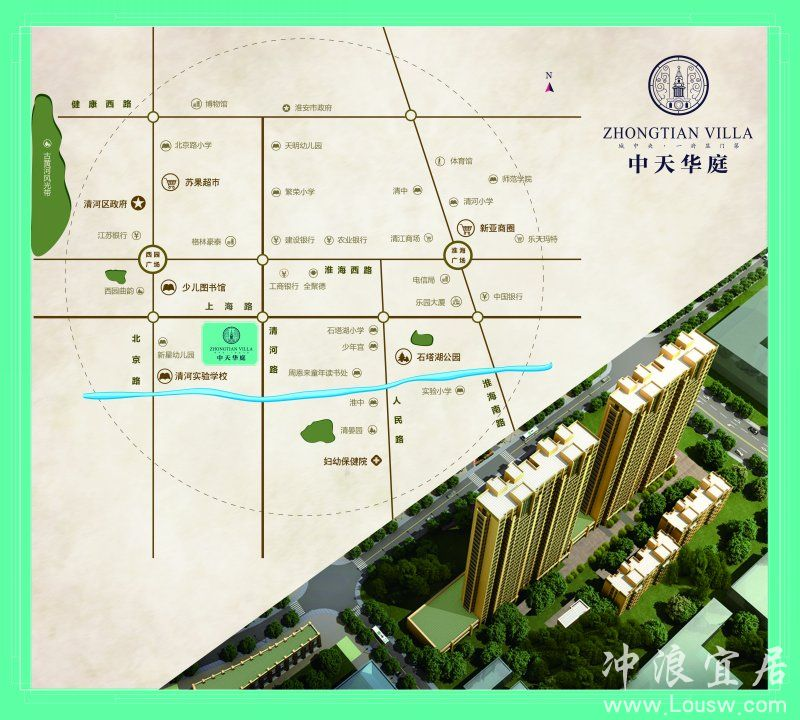 N
ZHONGTIAN VILLA
城中央·一府显门第
中天华庭
健康西路
博物馆
淮安市政府
古黄河风光带
北京路小学
天明幼儿园
体育馆
苏果超市
师范学院
清河区政府
繁荣小学
清中
清河小学
新亚商圈
江苏银行
格林豪泰
建设银行
农业银行
清江商场
乐天玛特
西园
广场
淮海
广场
淮海西路
西园曲韵
少儿图书馆
工商银行
全聚德
电信局
乐园大厦
中国银行
上海路
北京路
新星幼儿园
ZHONGTIAN VILLA
中天华庭
清河路
石塔湖小学
少年宫
石塔湖公园
清河实验学校
周恩来童年读书处
实验小学
淮海南路
淮中
人民路
清晏园
妇幼保健院
冲浪宜居
www.Lousw.com